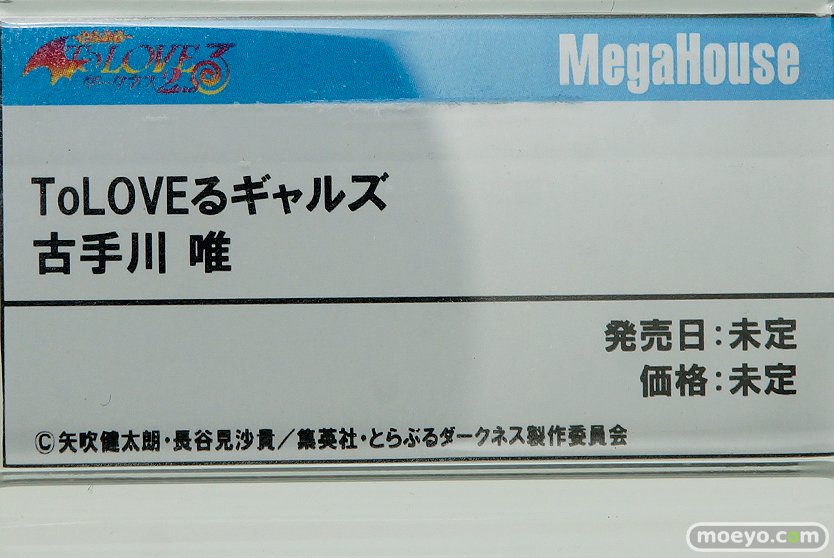 ToLOVEる
ダークネス2nd
MegaHouse
ToLOVEるギャルズ
古手川 唯
発売日:未定
価格:未定
©矢吹健太朗・長谷見沙貴／集英社・とらぶるダークネス製作委員会
moeyo.com